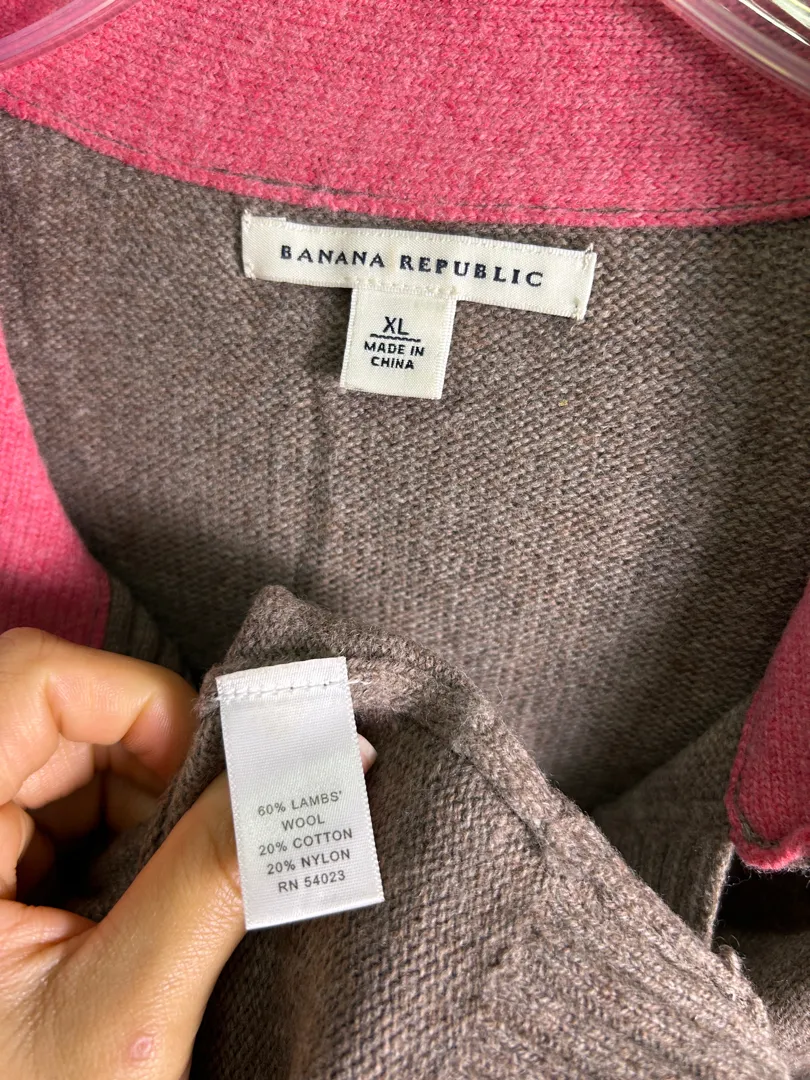 BANANA REPUBLIC
XL
MADE IN
CHINA
60% LAMBS'
WOOL
20% COTTON
20% NYLON
RN 54023